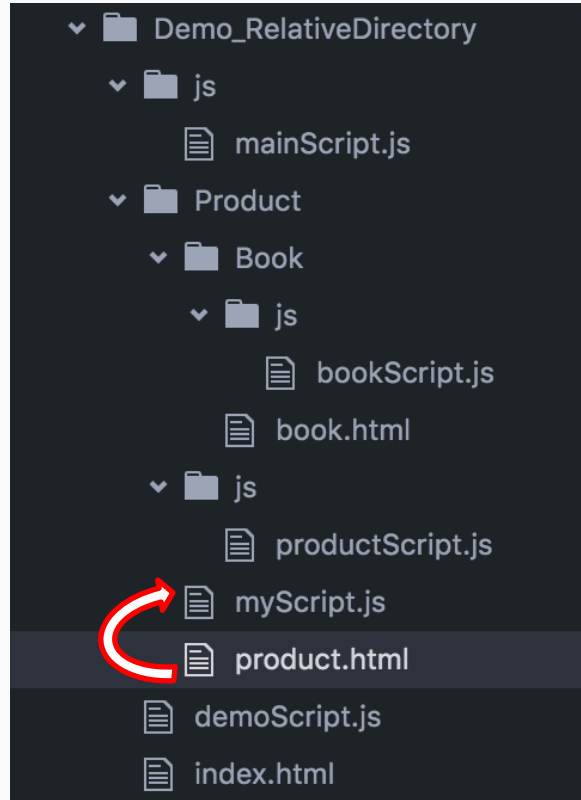 Demo_RelativeDirectory
js
mainScript.js
Product
Book
js
bookScript.js
book.html
js
productScript.js
myScript.js
product.html
demoScript.js
index.html